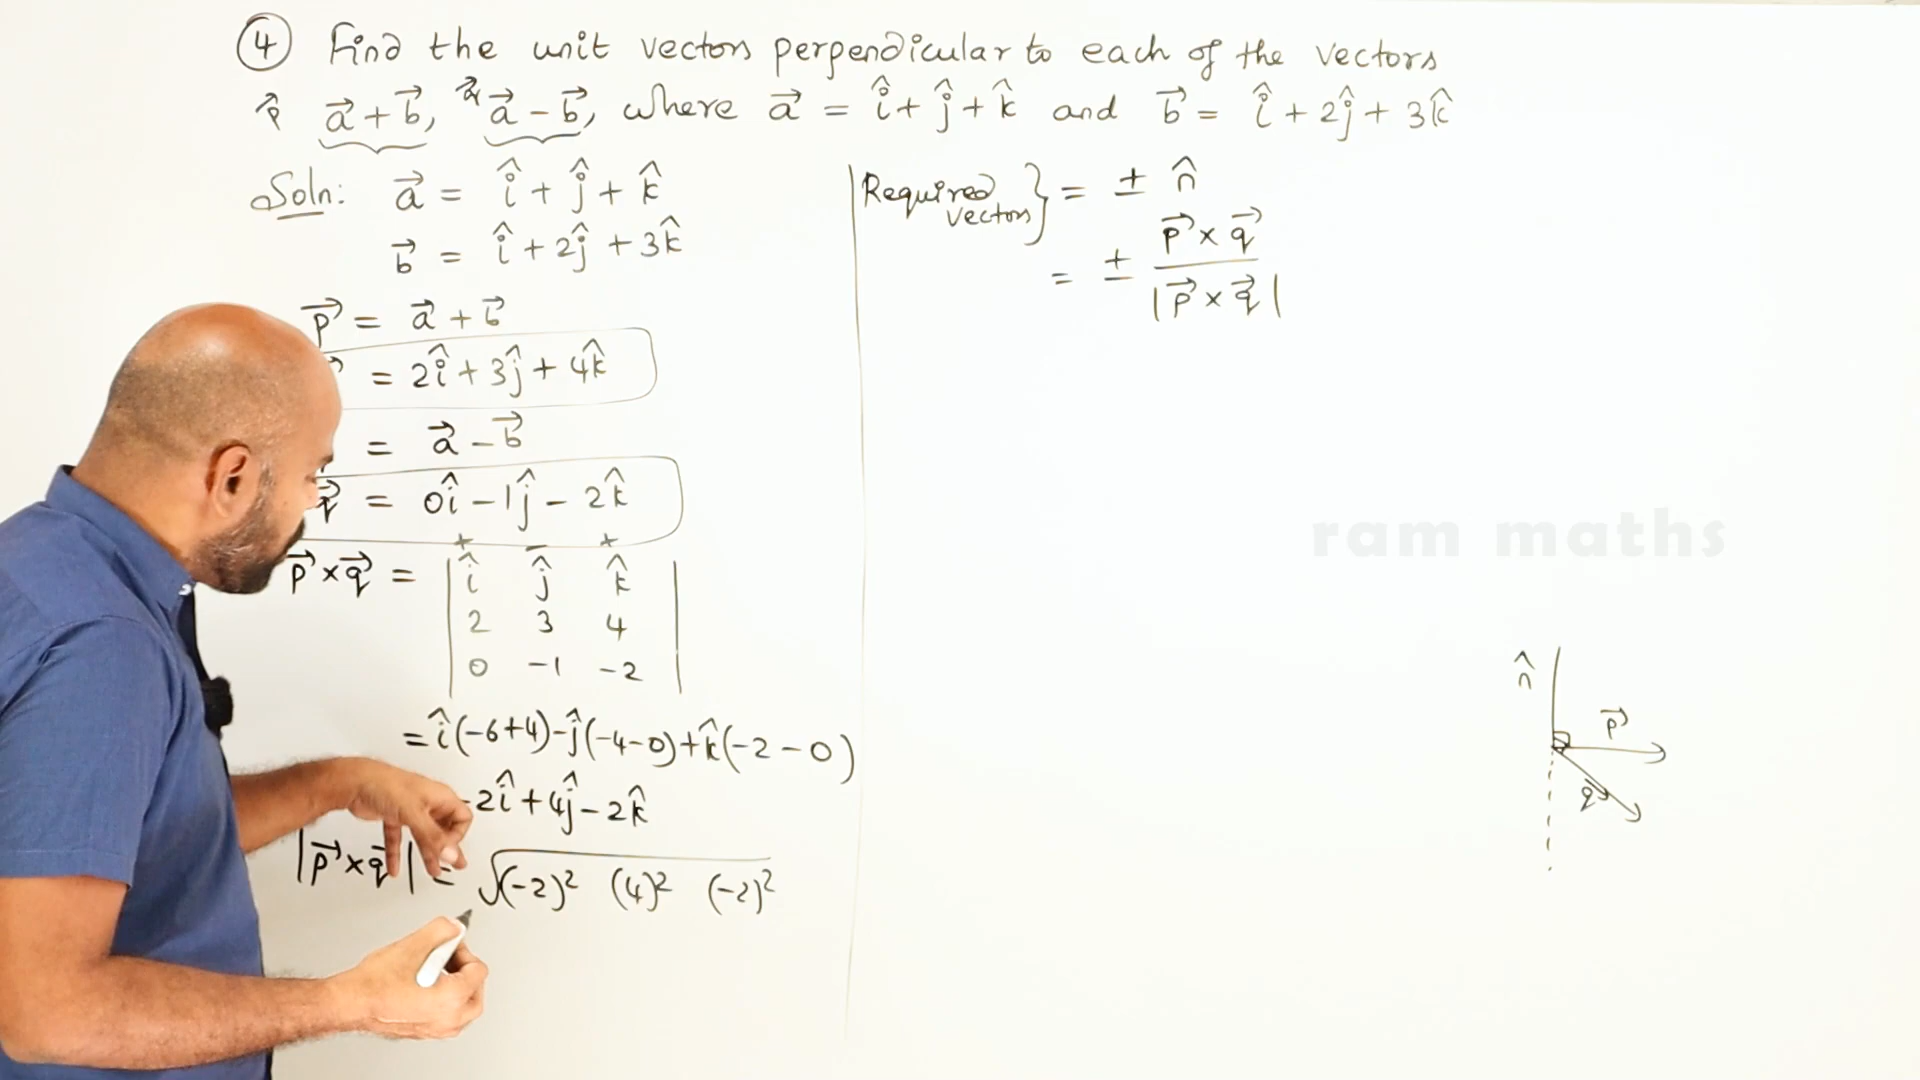 ④ Find the unit vectors perpendicular to each of the vectors
p⃗ a⃗ + b⃗, a⃗ − b⃗, where a⃗ = î + ĵ + k̂ and b⃗ = î + 2ĵ + 3k̂
Soln: a⃗ = î + ĵ + k̂
b⃗ = î + 2ĵ + 3k̂
p⃗ = a⃗ + b⃗
= 2î + 3ĵ + 4k̂
= a⃗ − b⃗
q⃗ = 0î − 1ĵ − 2k̂
+ − +
p⃗ × q⃗ = | î ĵ k̂ |
| 2 3 4 |
| 0 −1 −2 |
= î(−6+4) − ĵ(−4−0) + k̂(−2−0)
−2î + 4ĵ − 2k̂
|p⃗ × q⃗| = √(−2)² (4)² (−2)²
Required vectors } = ± n̂
= ± p⃗ × q⃗ / |p⃗ × q⃗|
ram maths
n̂
p⃗
q⃗